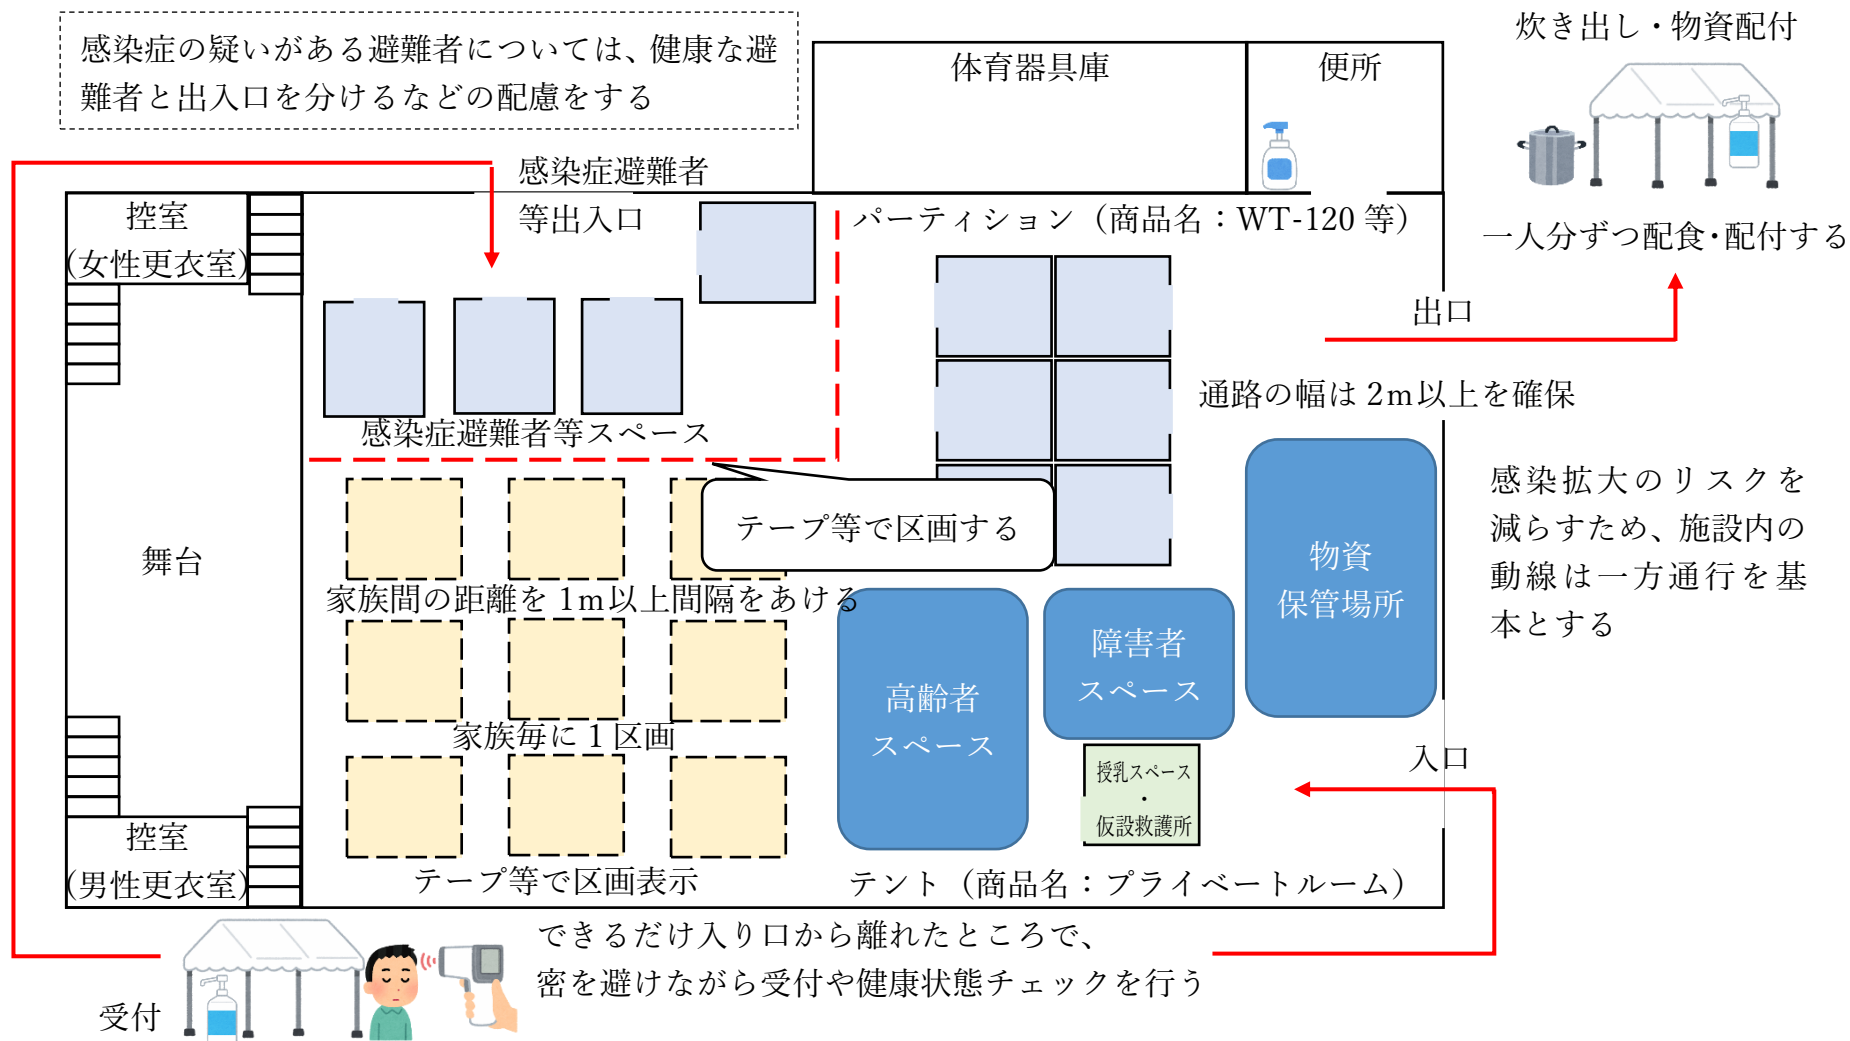 感染症の疑いがある避難者については、健康な避
難者と出入口を分けるなどの配慮をする
体育器具庫
便所
炊き出し・物資配付
一人分ずつ配食・配付する
感染症避難者
等出入口
控室
(女性更衣室)
パーティション（商品名：WT-120 等）
出口
通路の幅は 2m以上を確保
感染症避難者等スペース
テープ等で区画する
感染拡大のリスクを
減らすため、施設内の
動線は一方通行を基
本とする
舞台
家族間の距離を 1m以上間隔をあける
物資
保管場所
障害者
スペース
高齢者
スペース
家族毎に 1 区画
入口
授乳スペース
・
仮設救護所
控室
(男性更衣室)
テープ等で区画表示
テント（商品名：プライベートルーム）
できるだけ入り口から離れたところで、
密を避けながら受付や健康状態チェックを行う
受付